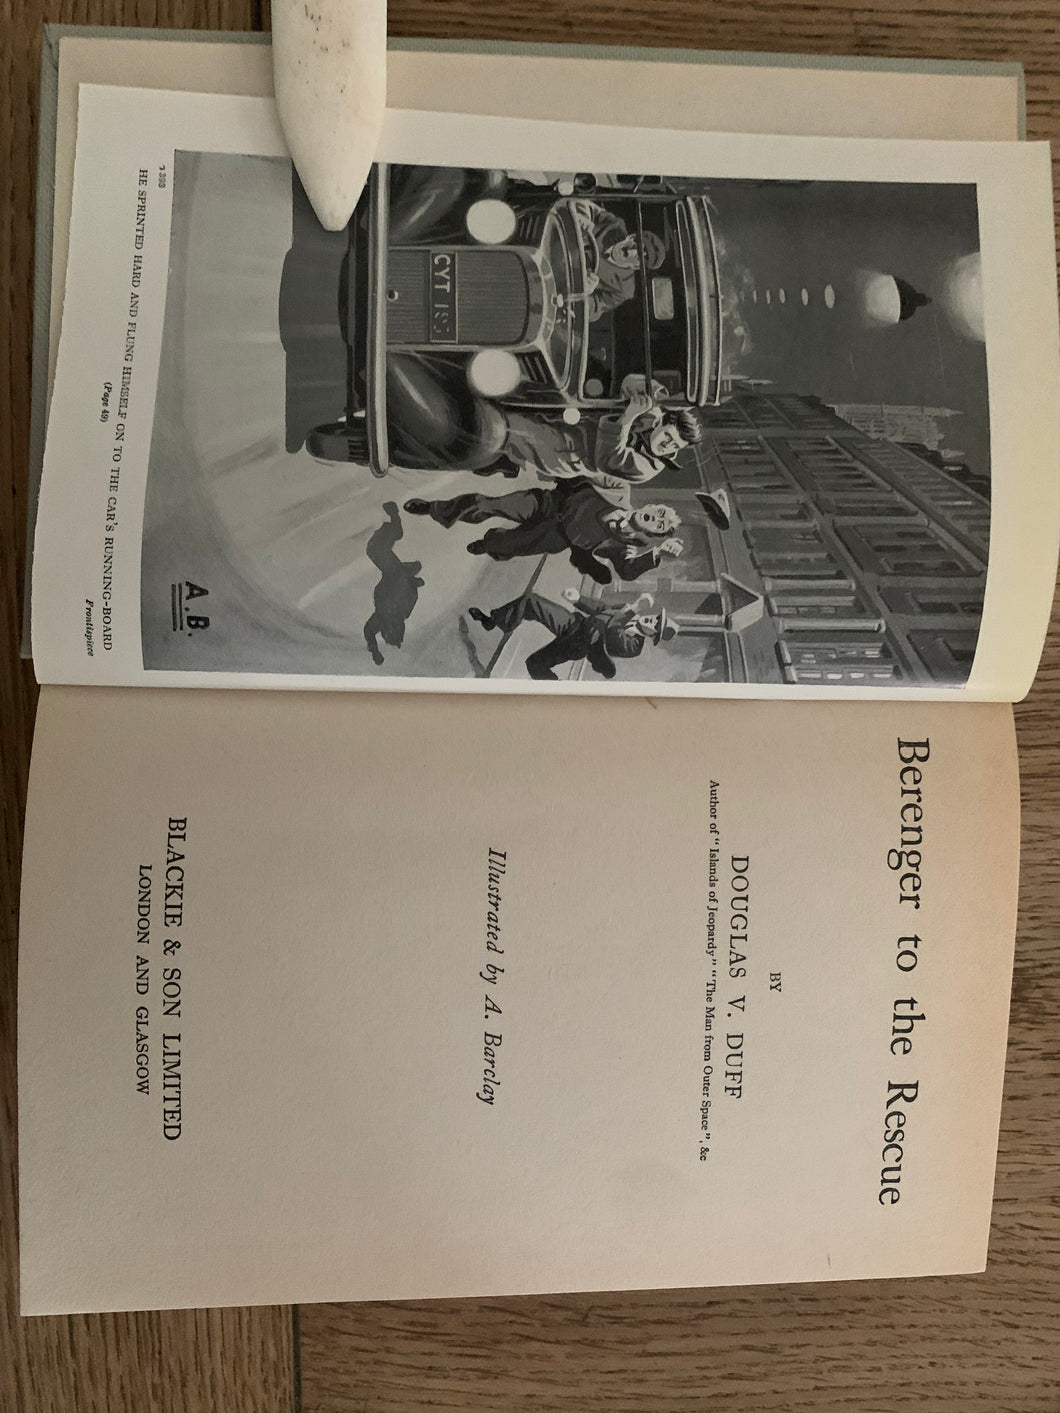 CYT
A.B.
HE SPRINTED HARD AND FLUNG HIMSELF ON TO THE CAR'S RUNNING-BOARD
(Page 49)
Frontispiece
Berenger to the Rescue
BY
DOUGLAS V. DUFF
Author of "Islands of Jeopardy" "The Man from Outer Space", &c
Illustrated by A. Barclay
BLACKIE & SON LIMITED
LONDON AND GLASGOW